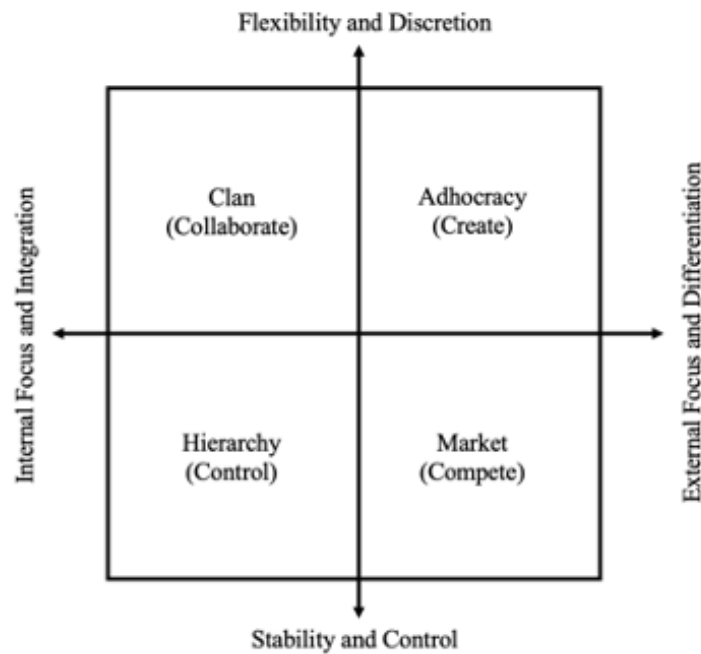 Flexibility and Discretion
Internal Focus and Integration
Clan
(Collaborate)
Adhocracy
(Create)
Hierarchy
(Control)
Market
(Compete)
External Focus and Differentiation
Stability and Control